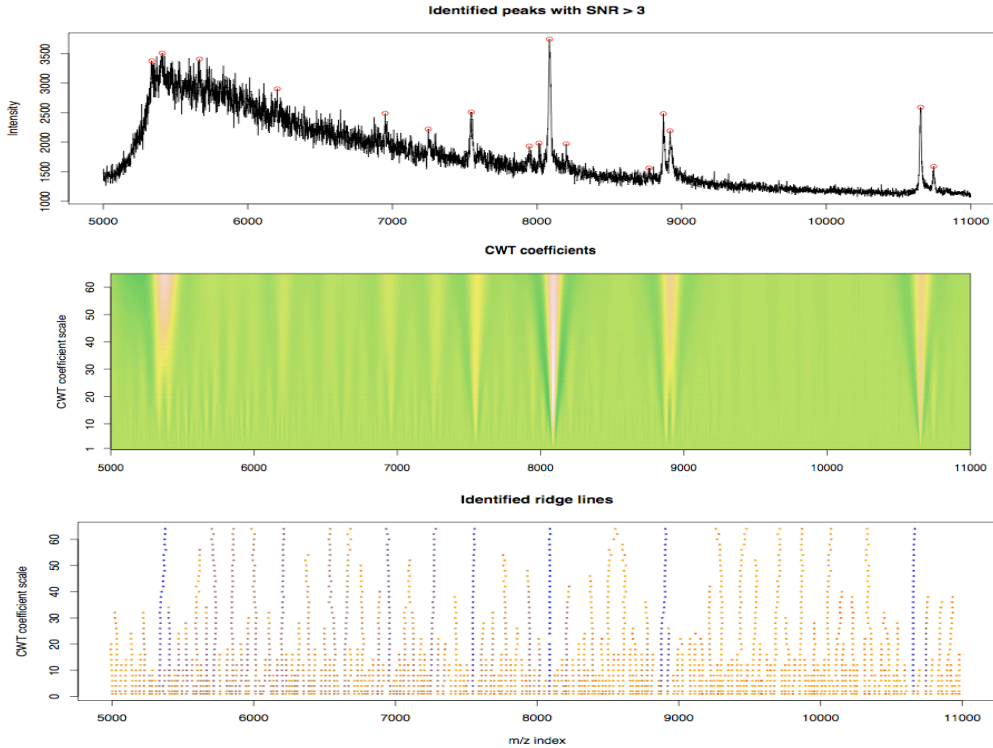 Identified peaks with SNR > 3
Intensity
3500
3000
2500
2000
1500
1000
5000 6000 7000 8000 9000 10000 11000
CWT coefficients
CWT coefficient scale
60
50
40
30
20
10
1
5000 6000 7000 8000 9000 10000 11000
Identified ridge lines
CWT coefficient scale
60
50
40
30
20
10
0
5000 6000 7000 8000 9000 10000 11000
m/z index